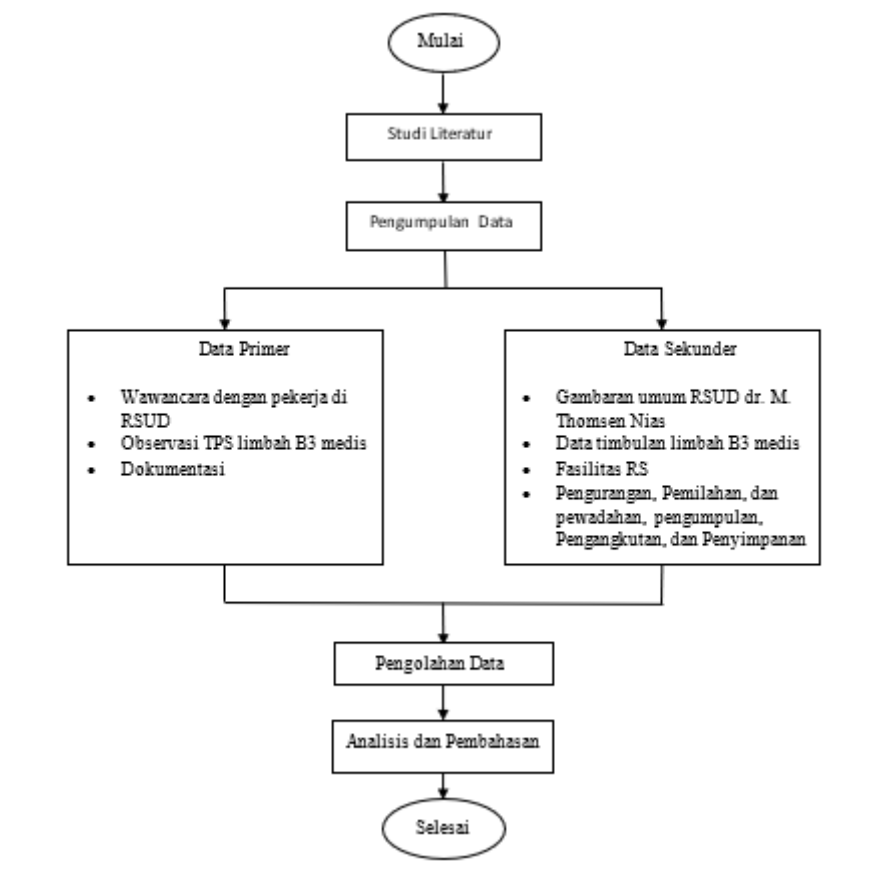 Mulai
Studi Literatur
Pengumpulan Data
Data Primer
• Wawancara dengan pekerja di
RSUD
• Observasi TPS limbah B3 medis
• Dokumentasi
Data Sekunder
• Gambaran umum RSUD dr. M.
Thomsen Nias
• Data timbulan limbah B3 medis
• Fasilitas RS
• Pengurangan, Pemilahan, dan
pewadahan, pengumpulan,
Pengangkutan, dan Penyimpanan
Pengolahan Data
Analisis dan Pembahasan
Selesai